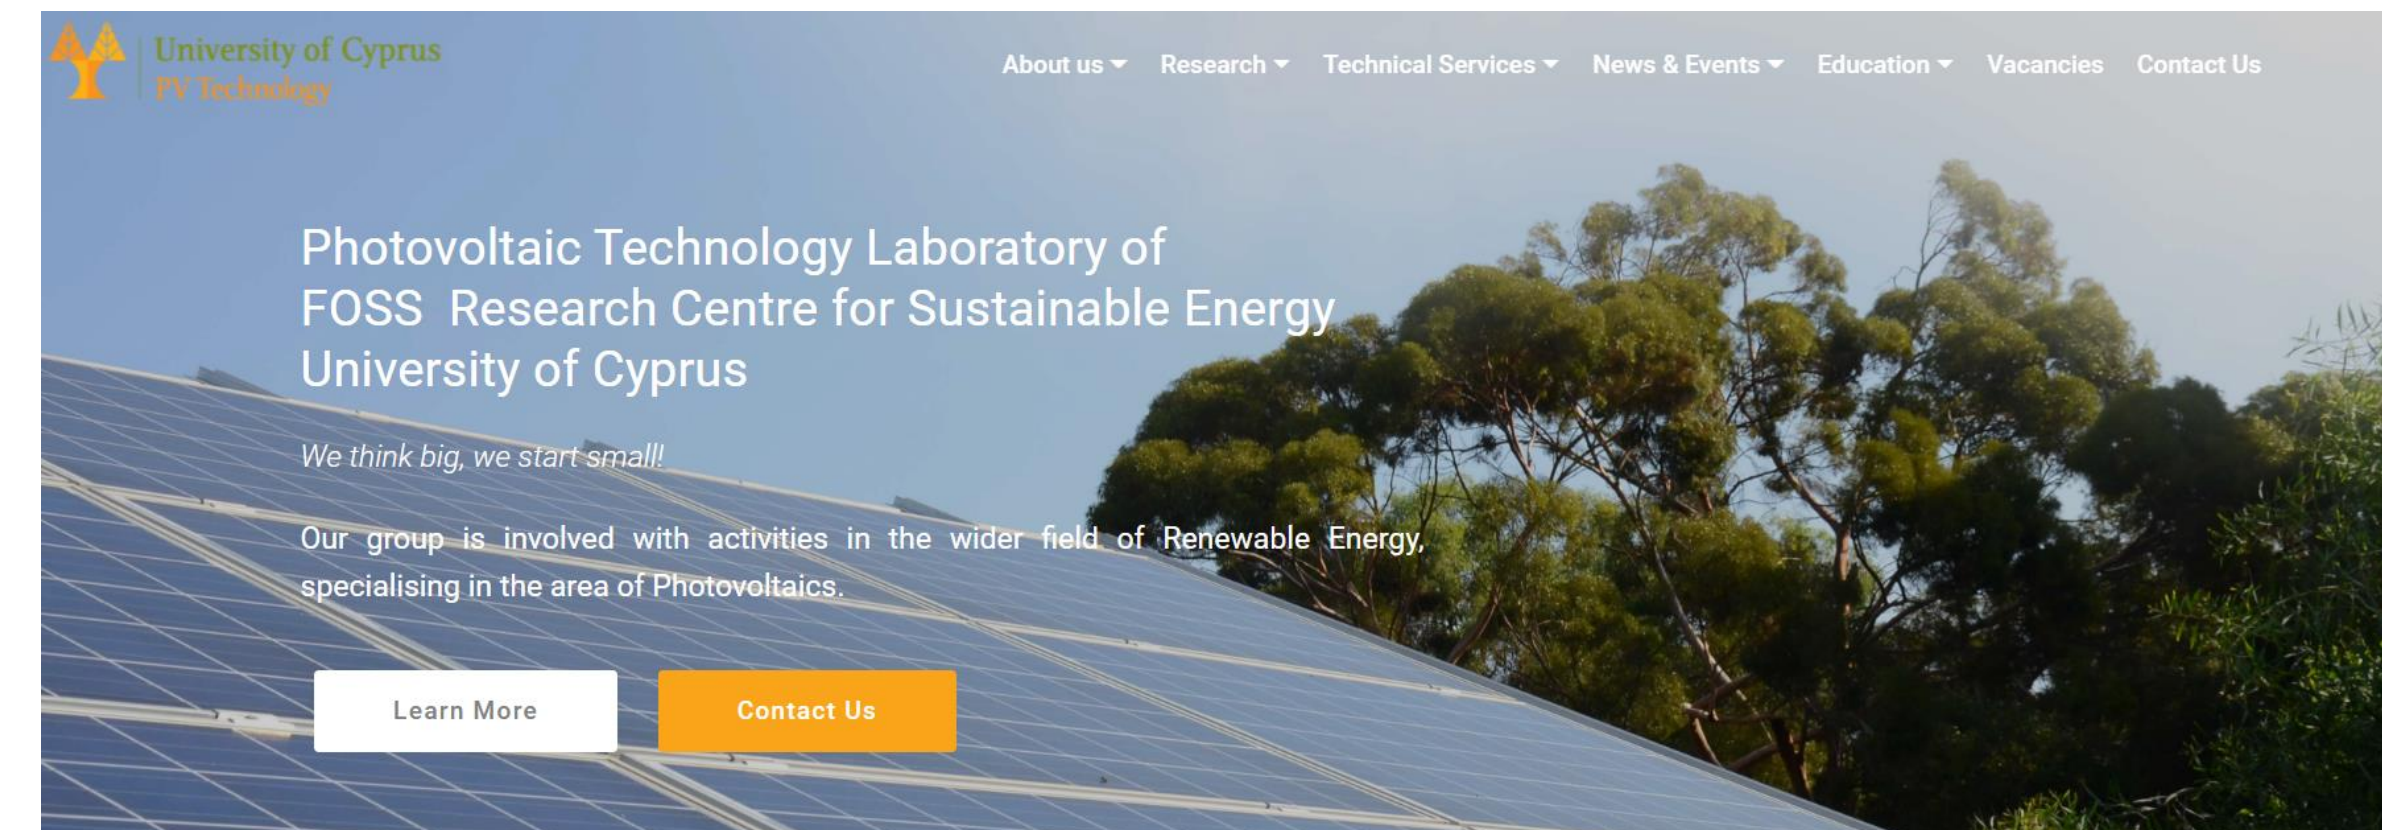 University of Cyprus
PV Technology
About us Research Technical Services News & Events Education Vacancies Contact Us
Photovoltaic Technology Laboratory of
FOSS Research Centre for Sustainable Energy
University of Cyprus
We think big, we start small!
Our group is involved with activities in the wider field of Renewable Energy,
specialising in the area of Photovoltaics.
Learn More Contact Us